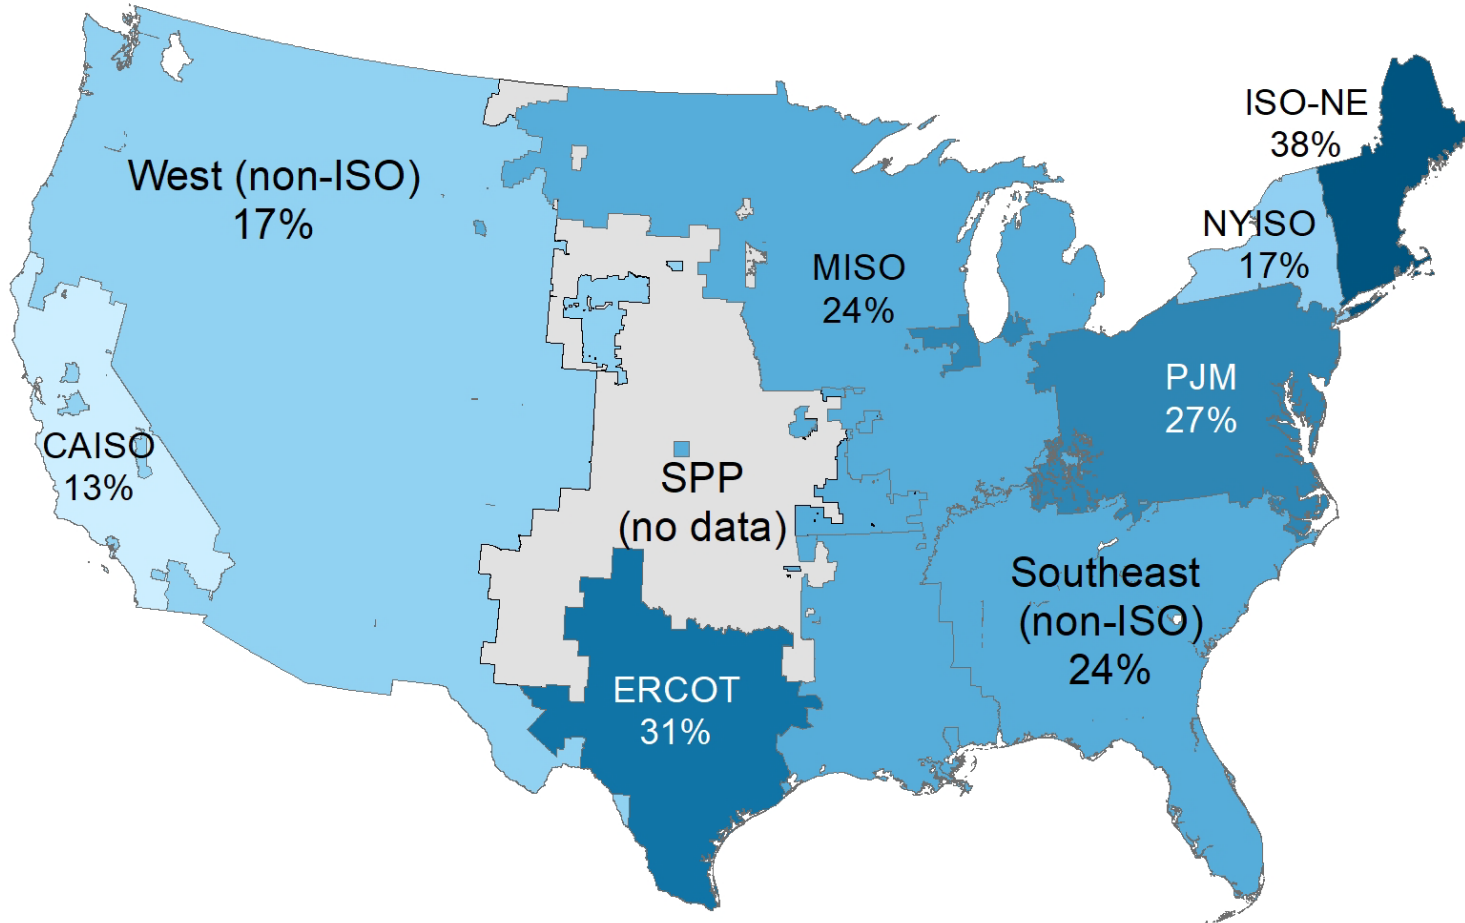 ISO-NE
38%
West (non-ISO)
17%
NYISO
17%
MISO
24%
PJM
27%
CAISO
13%
SPP
(no data)
Southeast
(non-ISO)
24%
ERCOT
31%